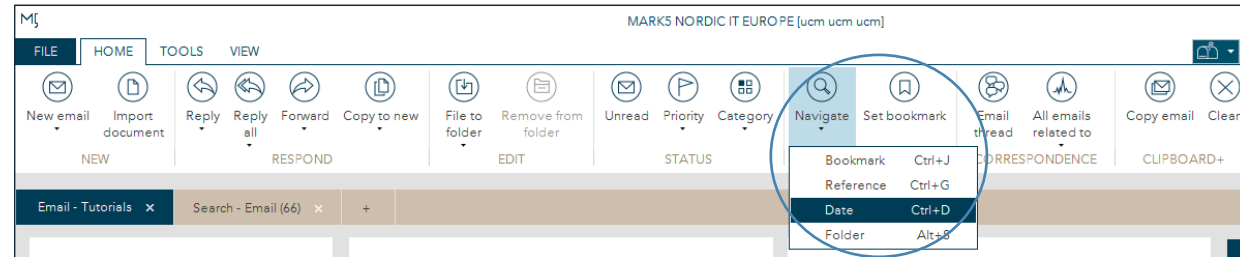 M5
MARK5 NORDIC IT EUROPE [ucm ucm ucm]
FILE HOME TOOLS VIEW
New email Import document Reply Reply all Forward Copy to new File to folder Remove from folder Unread Priority Category Navigate Set bookmark Email thread All emails related to Copy email Clear
NEW RESPOND EDIT STATUS CORRESPONDENCE CLIPBOARD+
Bookmark Ctrl+J
Reference Ctrl+G
Date Ctrl+D
Folder Alt+S
Email - Tutorials x Search - Email (66) x +